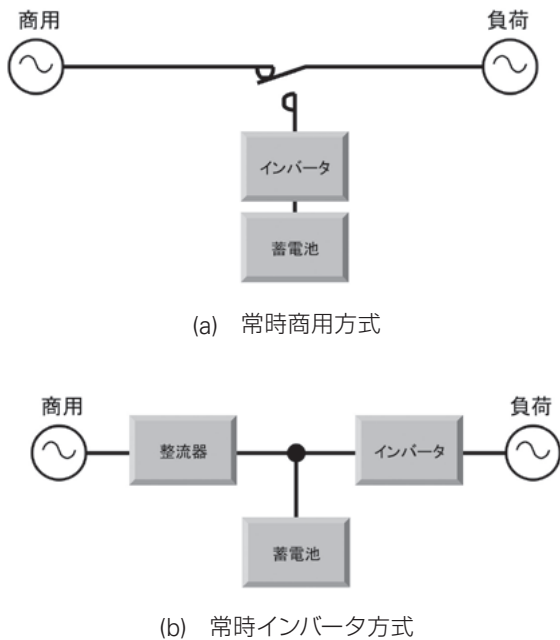 商用 負荷
インバータ
蓄電池
(a) 常時商用方式
商用 負荷
整流器 インバータ
蓄電池
(b) 常時インバータ方式